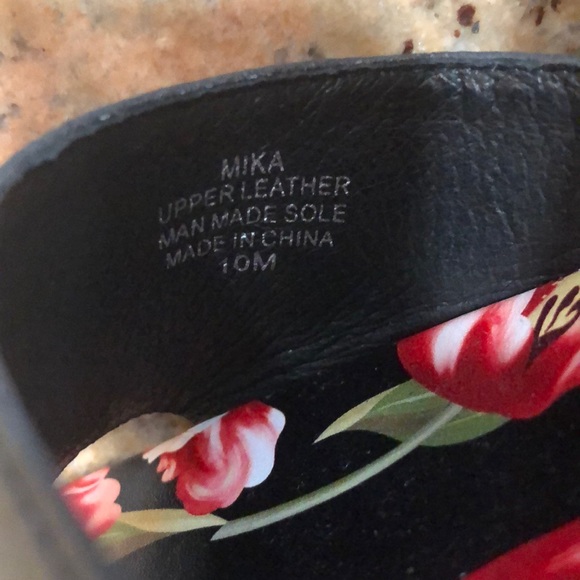 MIKA
UPPER LEATHER
MAN MADE SOLE
MADE IN CHINA
10M